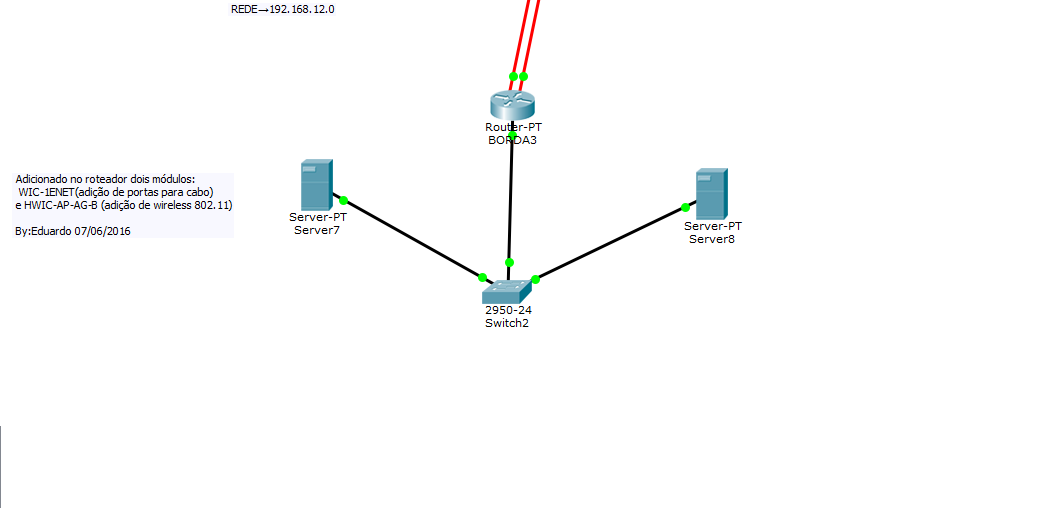 REDE→192.168.12.0
Router-PT
BORDA3
Adicionado no roteador dois módulos:
WIC-1ENET(adição de portas para cabo)
e HWIC-AP-AG-B (adição de wireless 802.11)
By:Eduardo 07/06/2016
Server-PT
Server7
Server-PT
Server8
2950-24
Switch2